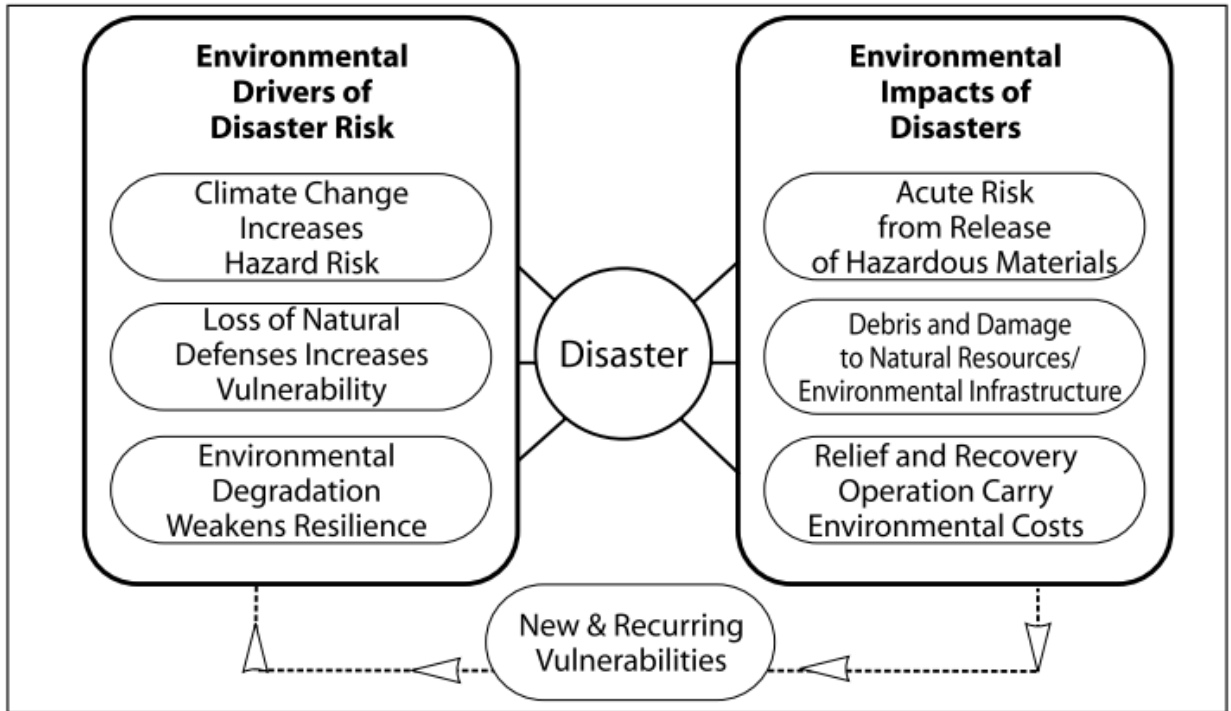 Environmental
Drivers of
Disaster Risk
Climate Change
Increases
Hazard Risk
Loss of Natural
Defenses Increases
Vulnerability
Environmental
Degradation
Weakens Resilience
Disaster
Environmental
Impacts of
Disasters
Acute Risk
from Release
of Hazardous Materials
Debris and Damage
to Natural Resources/
Environmental Infrastructure
Relief and Recovery
Operation Carry
Environmental Costs
New & Recurring
Vulnerabilities